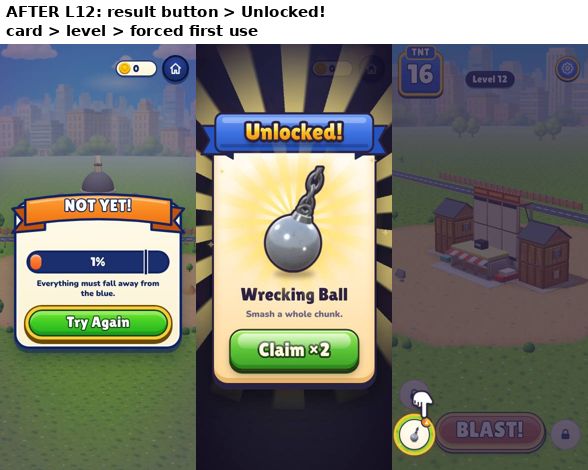 AFTER L12: result button > Unlocked!
card > level > forced first use
0
NOT YET!
1%
Everything must fall away from
the blue.
Try Again
0
Unlocked!
Wrecking Ball
Smash a whole chunk.
Claim ×2
TNT
16
Level 12
BLAST!